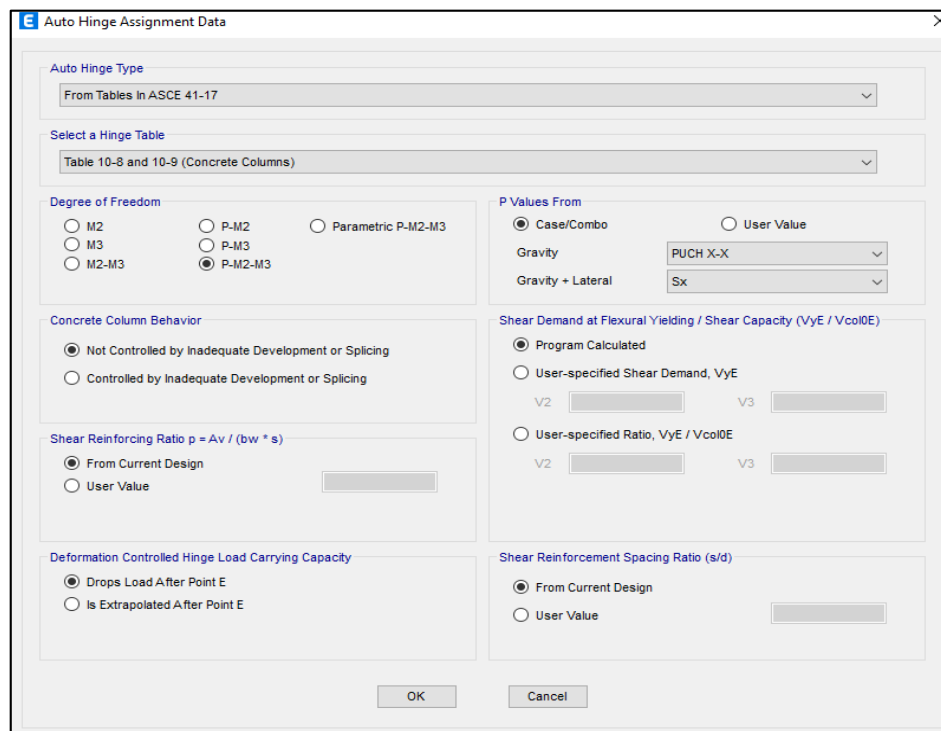 E Auto Hinge Assignment Data
Auto Hinge Type
From Tables In ASCE 41-17
Select a Hinge Table
Table 10-8 and 10-9 (Concrete Columns)
Degree of Freedom
M2 P-M2 Parametric P-M2-M3
M3 P-M3
M2-M3 P-M2-M3
P Values From
Case/Combo User Value
Gravity PUCH X-X
Gravity + Lateral Sx
Concrete Column Behavior
Not Controlled by Inadequate Development or Splicing
Controlled by Inadequate Development or Splicing
Shear Demand at Flexural Yielding / Shear Capacity (VyE / Vcol0E)
Program Calculated
User-specified Shear Demand, VyE
V2 V3
User-specified Ratio, VyE / Vcol0E
V2 V3
Shear Reinforcing Ratio p = Av / (bw * s)
From Current Design
User Value
Deformation Controlled Hinge Load Carrying Capacity
Drops Load After Point E
Is Extrapolated After Point E
Shear Reinforcement Spacing Ratio (s/d)
From Current Design
User Value
OK Cancel